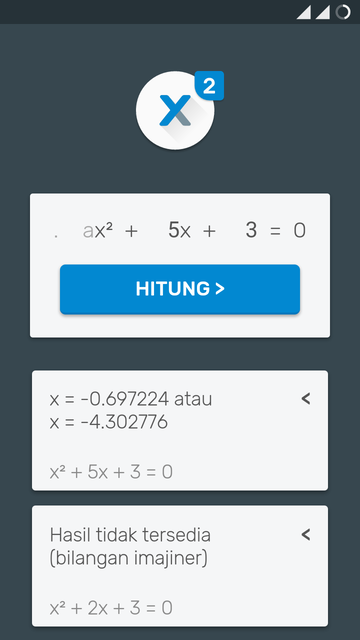 x 2
. ax² + 5x + 3 = 0
HITUNG >
x = -0.697224 atau <
x = -4.302776
x² + 5x + 3 = 0
Hasil tidak tersedia <
(bilangan imajiner)
x² + 2x + 3 = 0